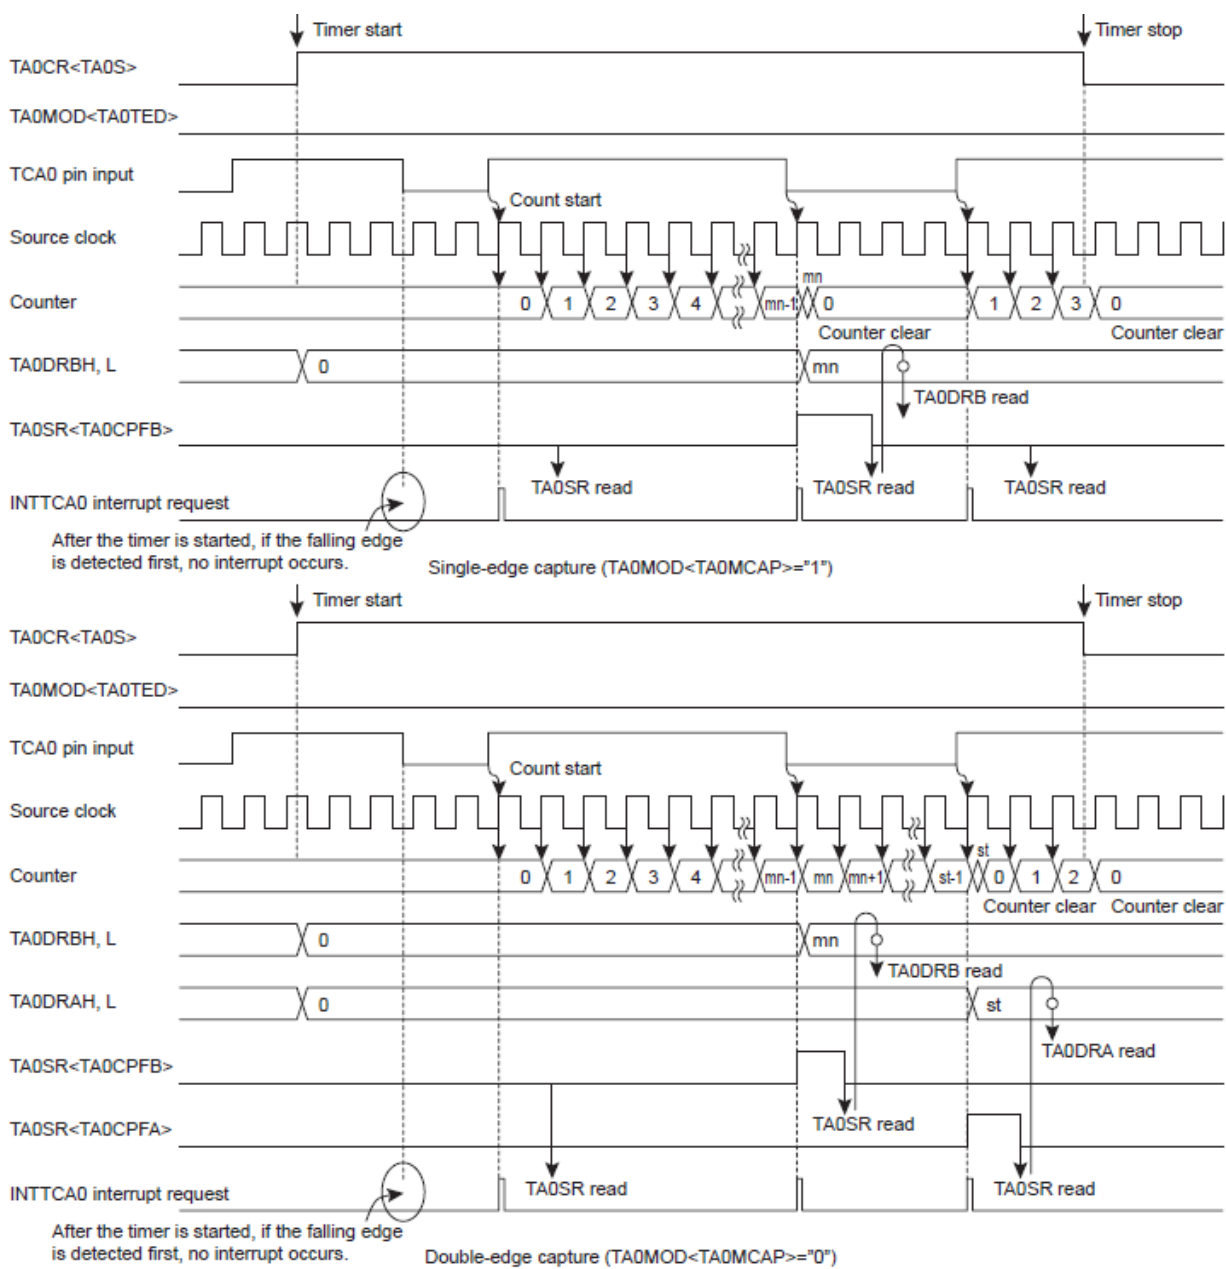 Timer start
Timer stop
TA0CR<TA0S>
TA0MOD<TA0TED>
TCA0 pin input
Count start
Source clock
mn
Counter 0 1 2 3 4 mn-1 0 1 2 3 0
Counter clear Counter clear
TA0DRBH, L 0 mn
TA0DRB read
TA0SR<TA0CPFB>
TA0SR read TA0SR read TA0SR read
INTTCA0 interrupt request
After the timer is started, if the falling edge
is detected first, no interrupt occurs.
Single-edge capture (TA0MOD<TA0MCAP>="1")
Timer start
Timer stop
TA0CR<TA0S>
TA0MOD<TA0TED>
TCA0 pin input
Count start
Source clock
st
Counter 0 1 2 3 4 mn-1 mn mn+1 st-1 0 1 2 0
Counter clear Counter clear
TA0DRBH, L 0 mn
TA0DRB read
TA0DRAH, L 0 st
TA0DRA read
TA0SR<TA0CPFB>
TA0SR read
TA0SR<TA0CPFA>
TA0SR read TA0SR read
INTTCA0 interrupt request
After the timer is started, if the falling edge
is detected first, no interrupt occurs.
Double-edge capture (TA0MOD<TA0MCAP>="0")